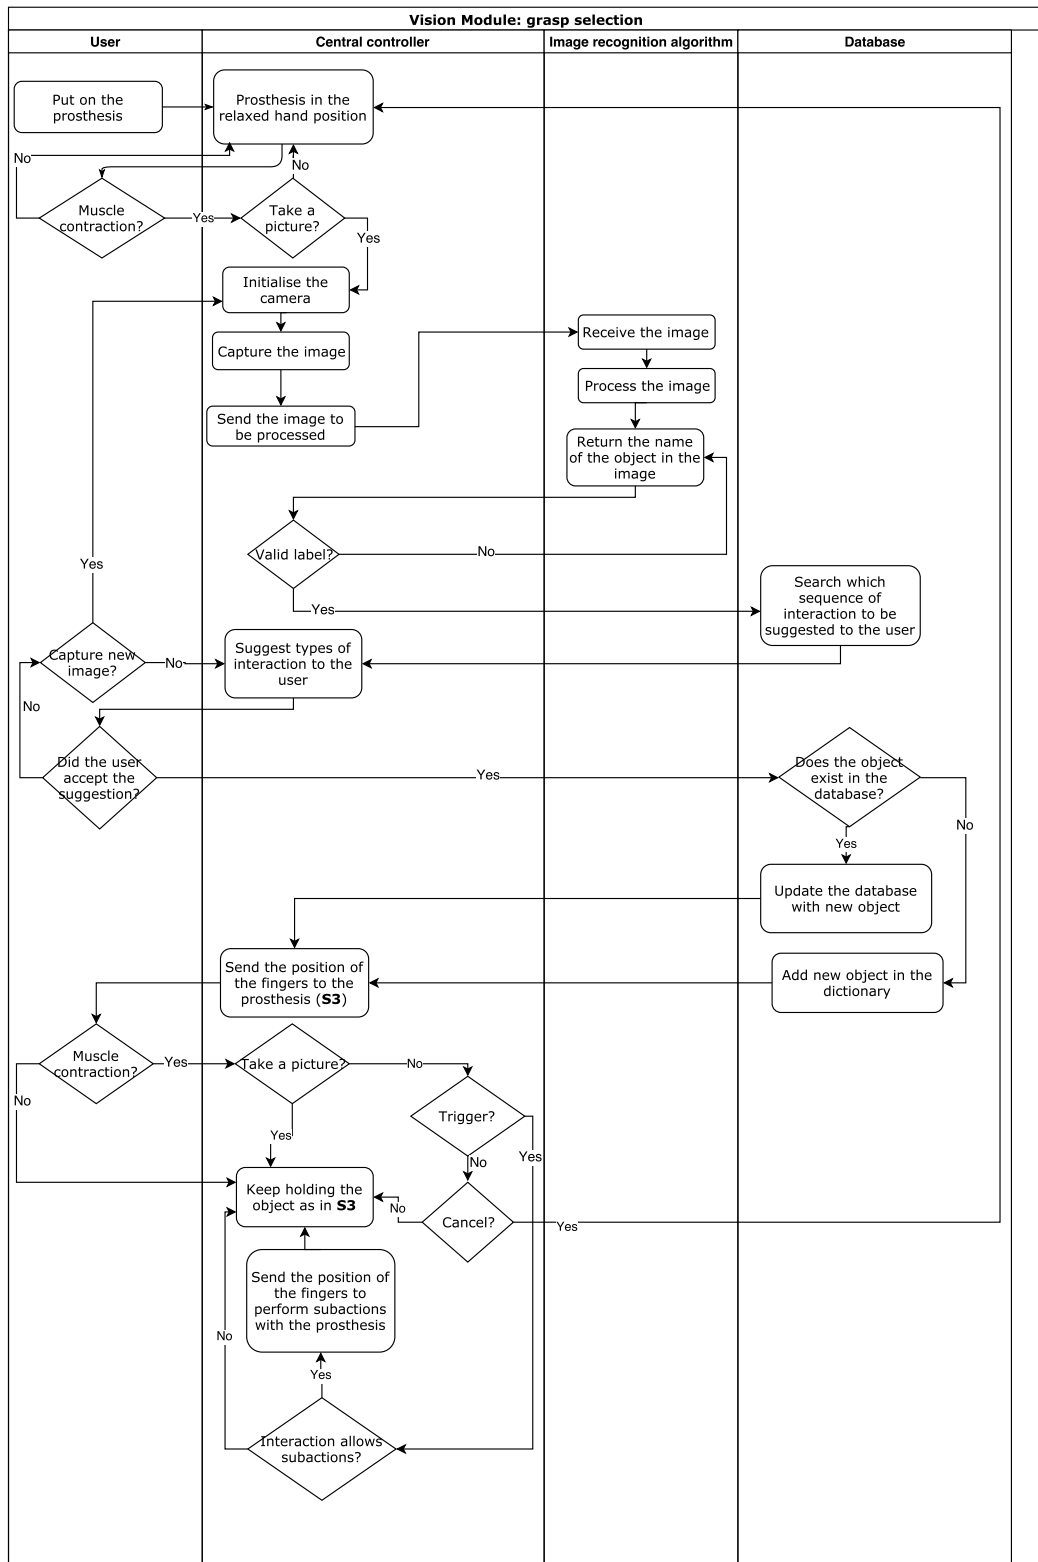 Vision Module: grasp selection
User
Central controller
Image recognition algorithm
Database
Put on the
prosthesis
Prosthesis in the
relaxed hand position
No
No
Muscle
contraction?
Yes
Take a
picture?
Yes
Initialise the
camera
Receive the image
Capture the image
Process the image
Send the image to
be processed
Return the name
of the object in the
image
Valid label?
No
Yes
Search which
sequence of
interaction to be
suggested to the user
Yes
Capture new
image?
No
Suggest types of
interaction to the
user
No
Did the user
accept the
suggestion?
Yes
Does the object
exist in the
database?
No
Yes
Update the database
with new object
Send the position of
the fingers to the
prosthesis (S3)
Add new object in the
dictionary
Muscle
contraction?
Yes
Take a picture?
No
No
Trigger?
Yes
Yes
No
Keep holding the
object as in S3
No
Cancel?
Yes
Send the position of
the fingers to
perform subactions
with the prosthesis
No
Yes
Interaction allows
subactions?